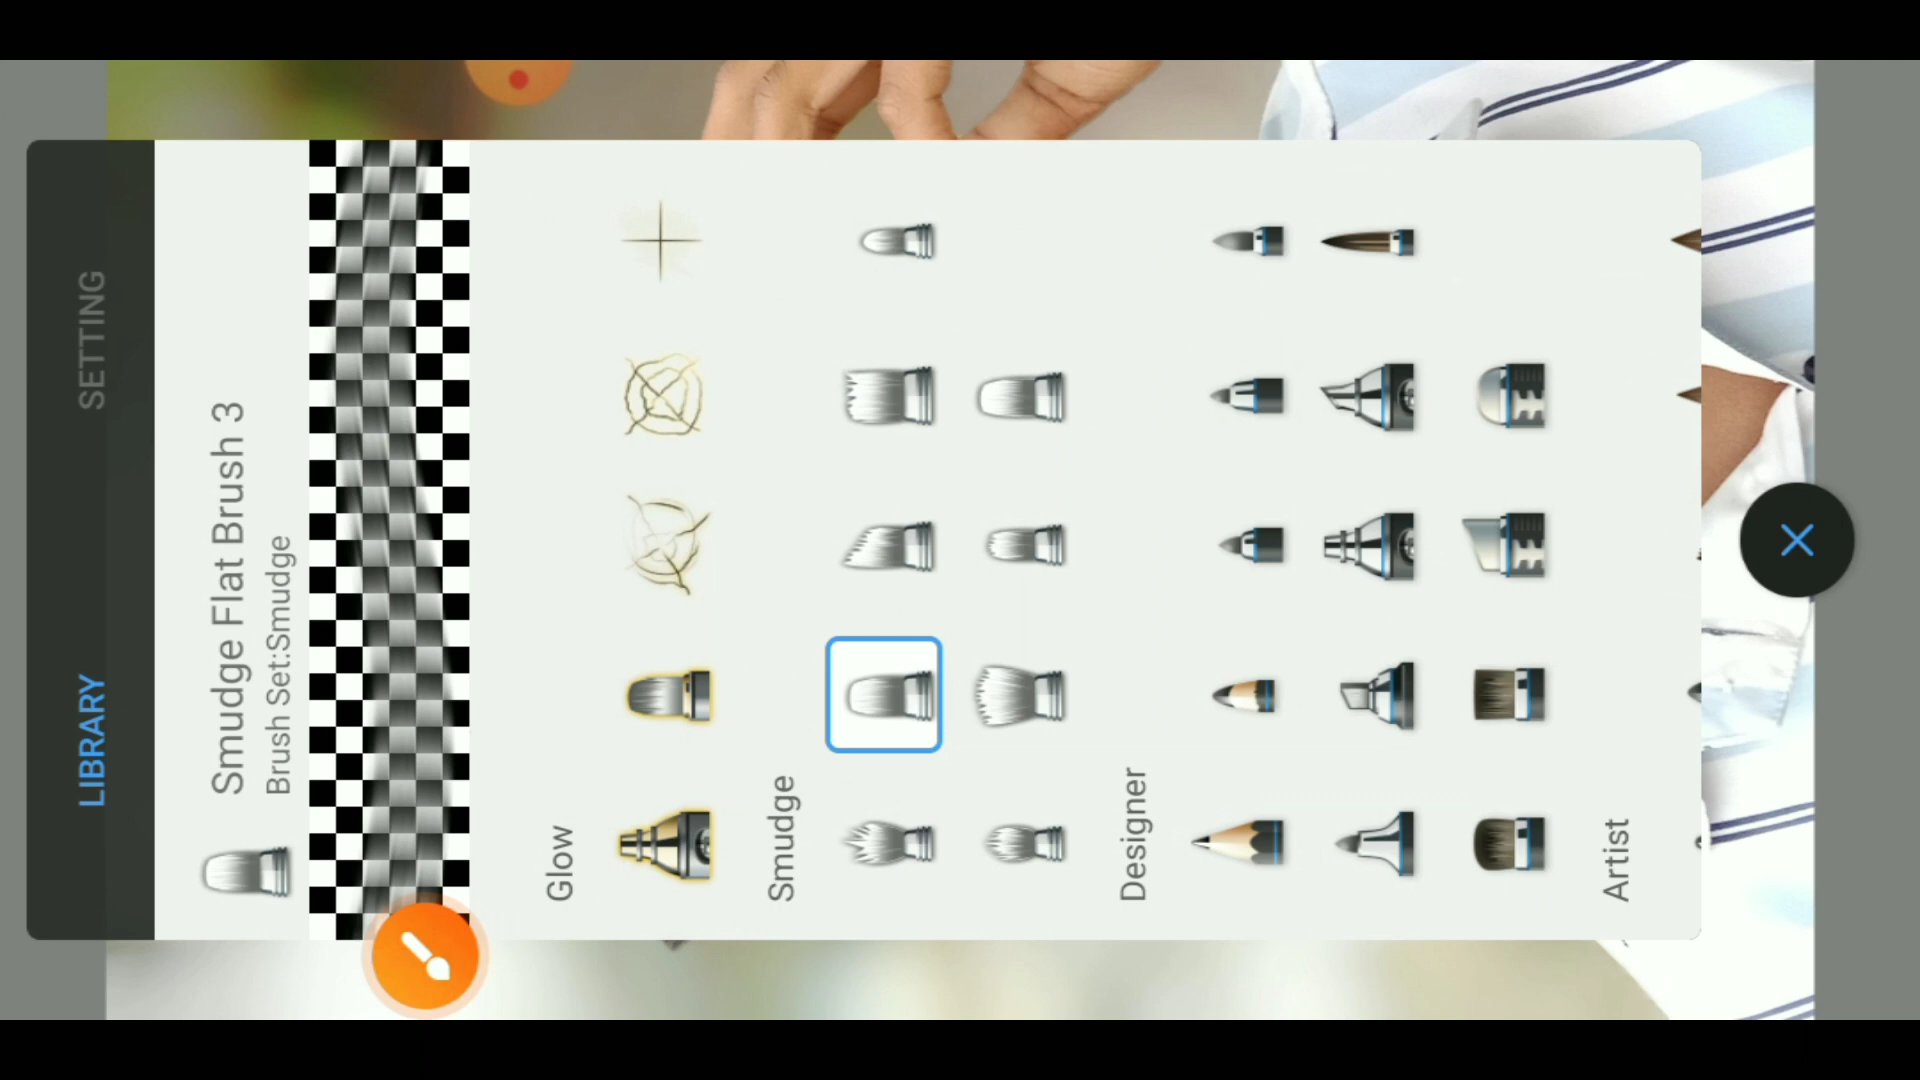 LIBRARY
SETTING
Smudge Flat Brush 3
Brush Set:Smudge
Glow
Smudge
Designer
Artist